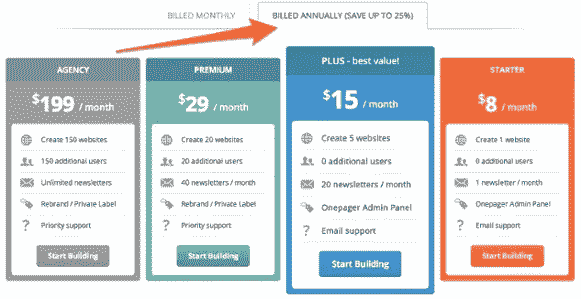 BILLED MONTHLY
BILLED ANNUALLY (SAVE UP TO 25%)
AGENCY
$199 / month
Create 150 websites
150 additional users
Unlimited newsletters
Rebrand / Private Label
Priority support
Start Building
PREMIUM
$29 / month
Create 20 websites
20 additional users
40 newsletters / month
Rebrand / Private Label
Priority support
Start Building
PLUS - best value!
$15 / month
Create 5 websites
0 additional users
20 newsletters / month
Onepager Admin Panel
Email support
Start Building
STARTER
$8 / month
Create 1 website
0 additional users
1 newsletter / month
Onepager Admin Panel
Email support
Start Building